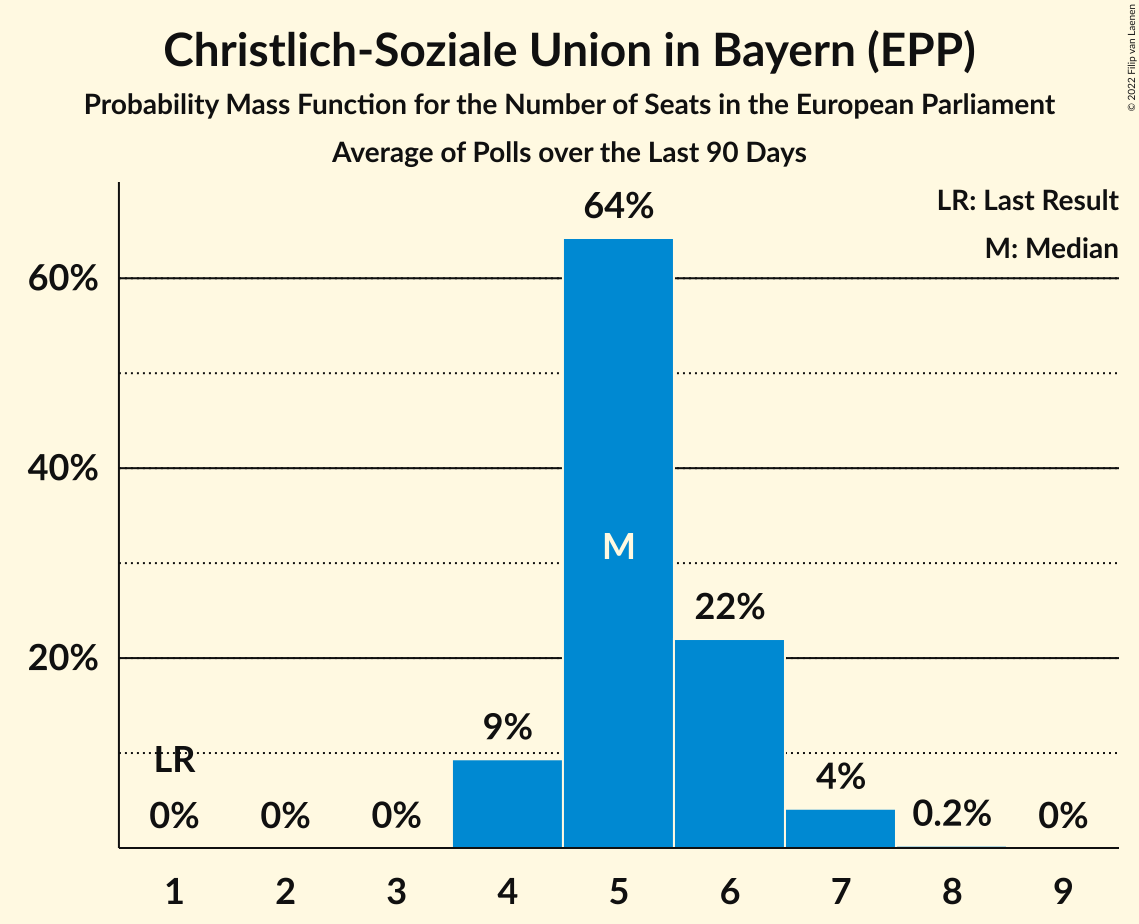 Christlich-Soziale Union in Bayern (EPP)
Probability Mass Function for the Number of Seats in the European Parliament
Average of Polls over the Last 90 Days
© 2022 Filip van Laenen
LR: Last Result
M: Median
64%
60%
40%
M
22%
20%
9%
LR
4%
0%
0%
0%
0.2%
0%
1 2 3 4 5 6 7 8 9